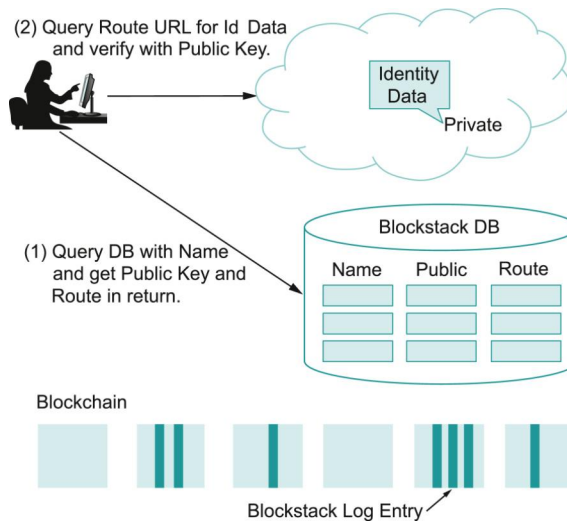 (2) Query Route URL for Id Data
and verify with Public Key.
Identity
Data
Private
Blockstack DB
(1) Query DB with Name
and get Public Key and
Route in return.
Name Public Route
Blockchain
Blockstack Log Entry